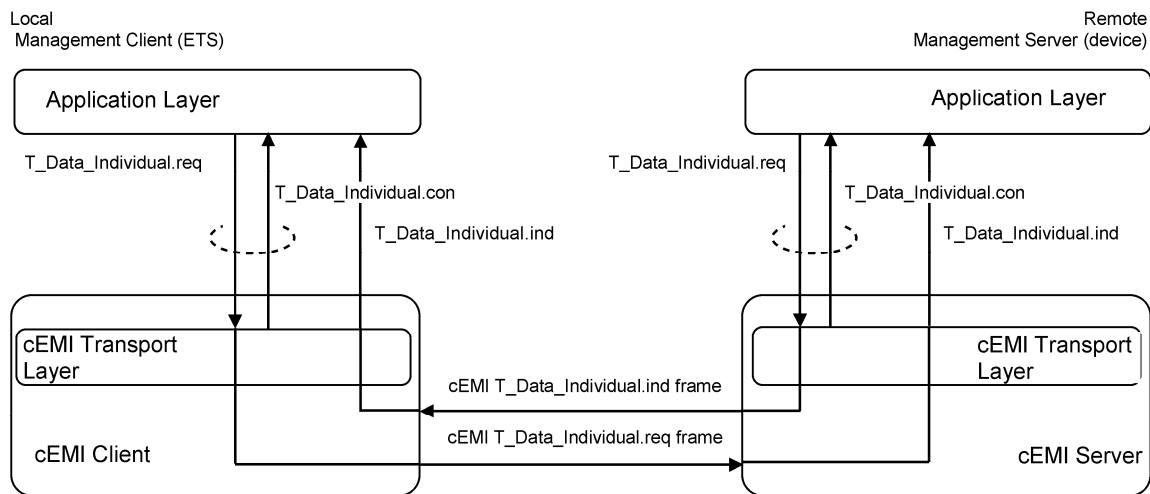 Local
Management Client (ETS)
Remote
Management Server (device)
Application Layer
Application Layer
T_Data_Individual.req
T_Data_Individual.con
T_Data_Individual.ind
T_Data_Individual.req
T_Data_Individual.con
T_Data_Individual.ind
cEMI Transport
Layer
cEMI Transport
Layer
cEMI T_Data_Individual.ind frame
cEMI T_Data_Individual.req frame
cEMI Client
cEMI Server